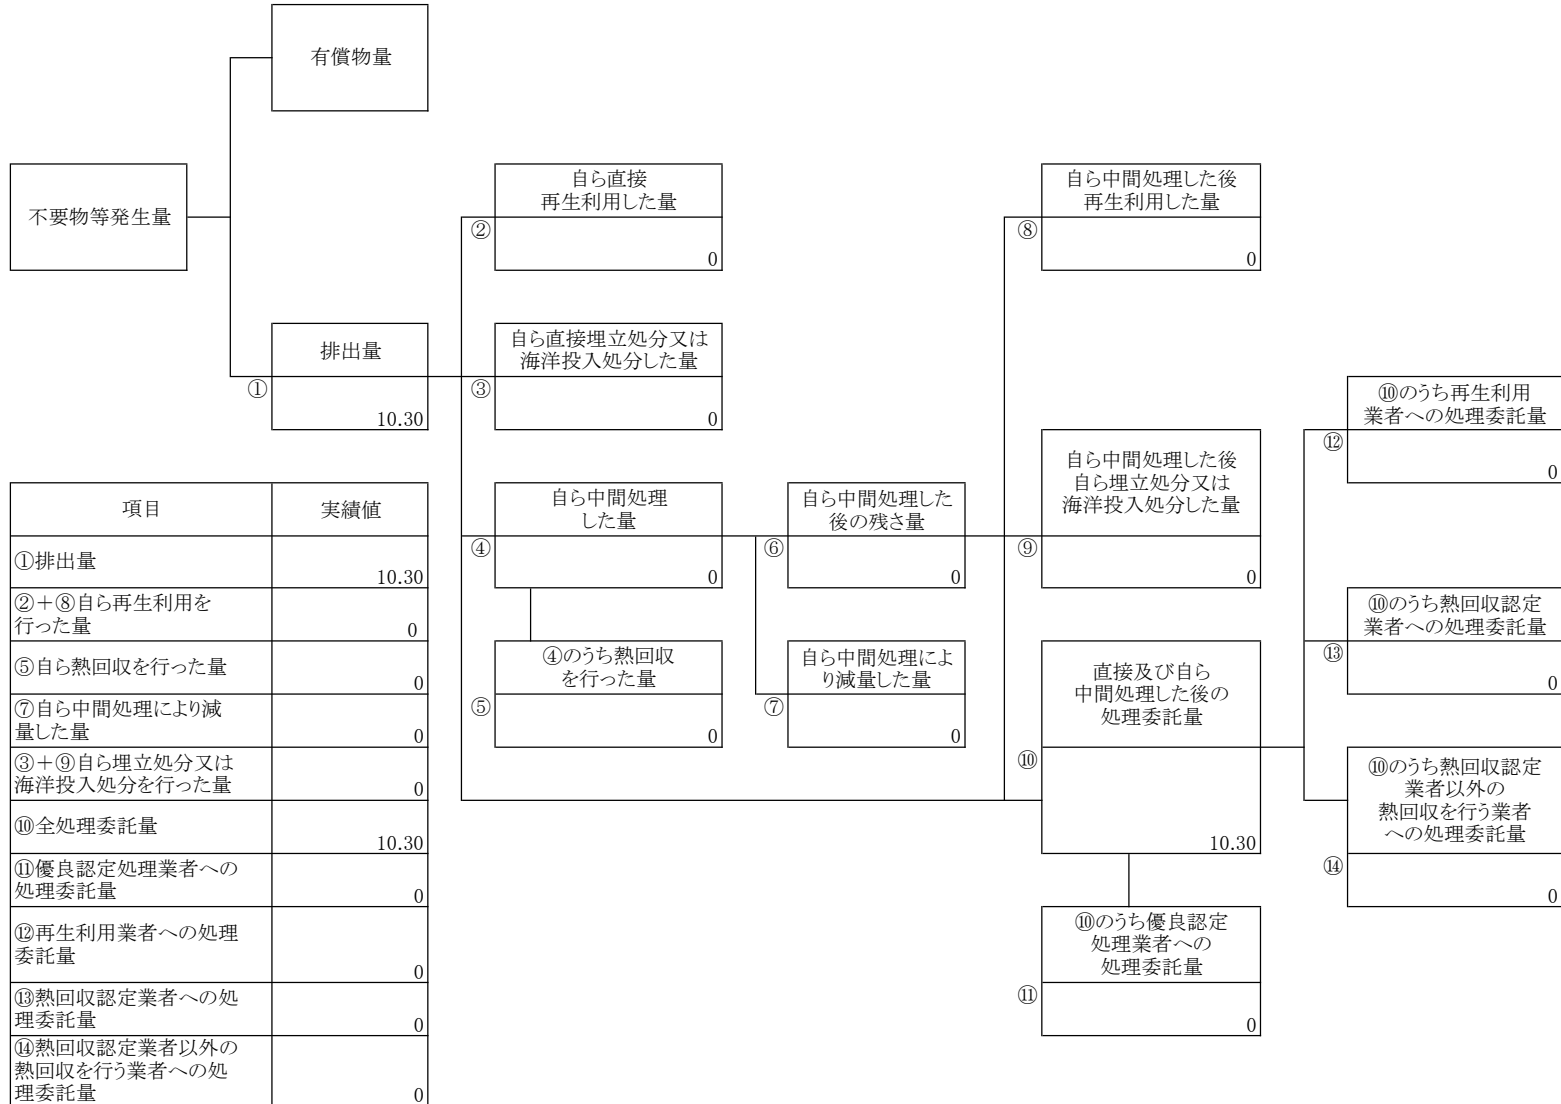 有償物量
不要物等発生量
排出量
①
10.30
自ら直接
再生利用した量
②
0
自ら直接埋立処分又は
海洋投入処分した量
③
0
自ら中間処理
した量
④
0
④のうち熱回収
を行った量
⑤
0
自ら中間処理した
後の残さ量
⑥
0
自ら中間処理によ
り減量した量
⑦
0
自ら中間処理した後
再生利用した量
⑧
0
自ら中間処理した後
自ら埋立処分又は
海洋投入処分した量
⑨
0
直接及び自ら
中間処理した後の
処理委託量
⑩
10.30
⑩のうち優良認定
処理業者への
処理委託量
⑪
0
⑩のうち再生利用
業者への処理委託量
⑫
0
⑩のうち熱回収認定
業者への処理委託量
⑬
0
⑩のうち熱回収認定
業者以外の
熱回収を行う業者
への処理委託量
⑭
0
項目 実績値
①排出量
10.30
②+⑧自ら再生利用を
行った量 0
⑤自ら熱回収を行った量
0
⑦自ら中間処理により減
量した量 0
③+⑨自ら埋立処分又は
海洋投入処分を行った量 0
⑩全処理委託量
10.30
⑪優良認定処理業者への
処理委託量 0
⑫再生利用業者への処理
委託量
0
⑬熱回収認定業者への処
理委託量 0
⑭熱回収認定業者以外の
熱回収を行う業者への処
理委託量 0